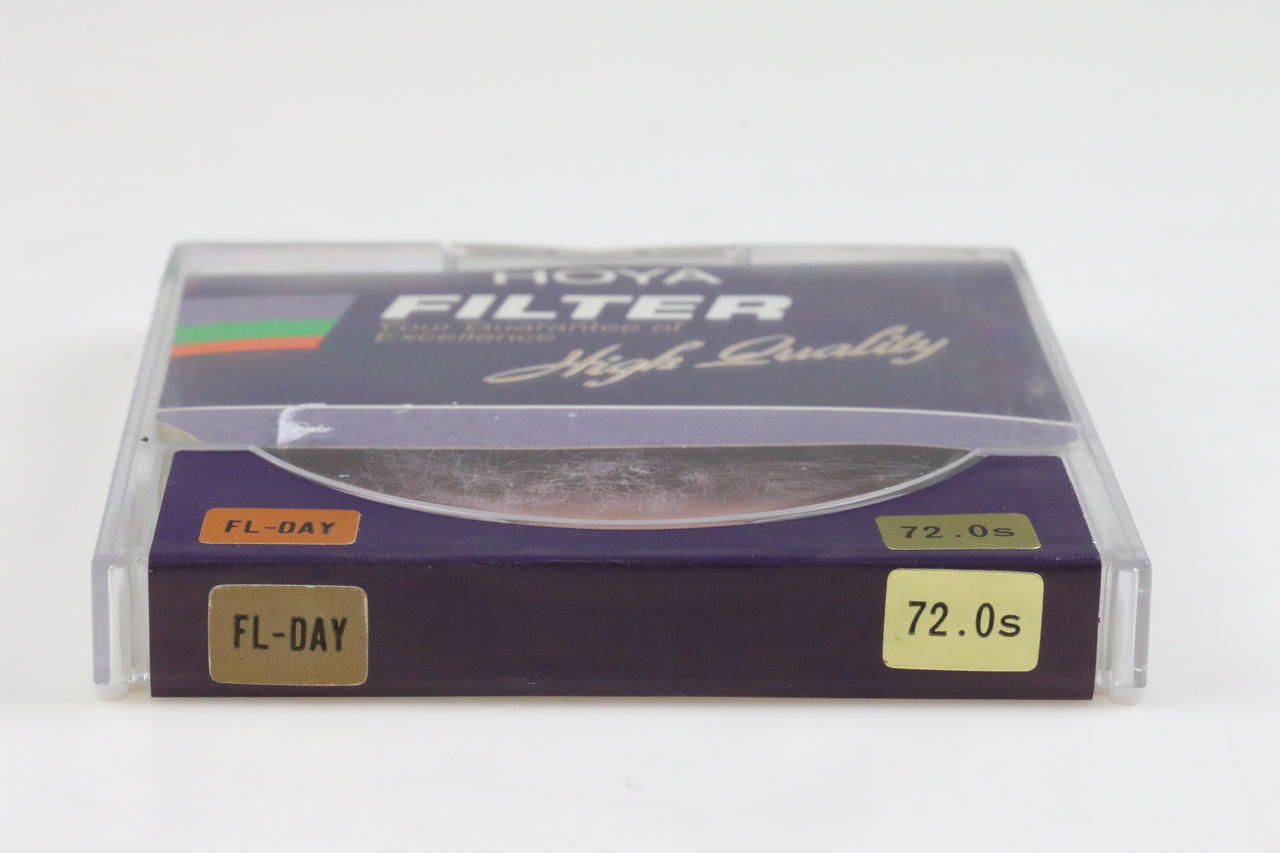 HOYA
FILTER
Your Guarantee of
Excellence
High Quality
FL-DAY
72.0s
FL-DAY
72.0s